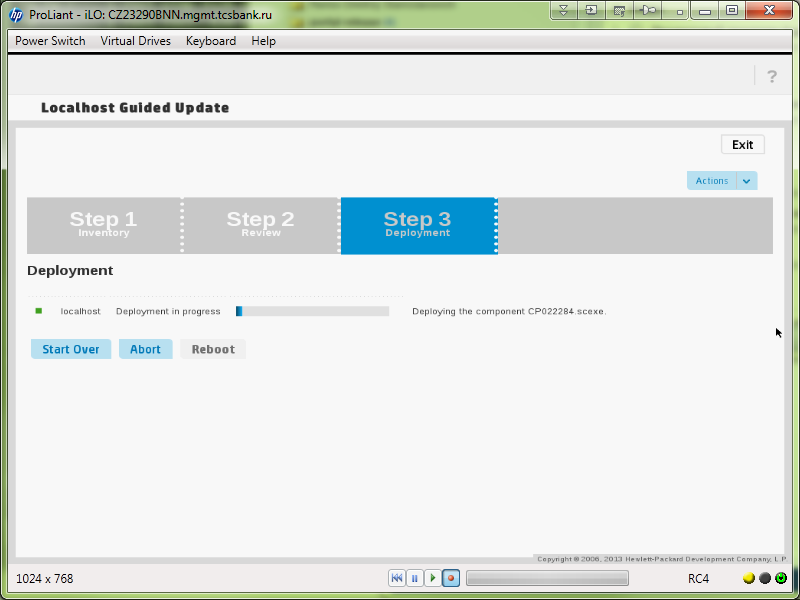 hp ProLiant - iLO: CZ23290BNN.mgmt.tcsbank.ru
Power Switch Virtual Drives Keyboard Help
?
Localhost Guided Update
Exit
Actions
Step 1 Step 2 Step 3
Inventory Review Deployment
Deployment
localhost Deployment in progress Deploying the component CP022284.scexe.
Start Over Abort Reboot
Copyright © 2006, 2013 Hewlett-Packard Development Company, L.P.
1024 x 768 RC4